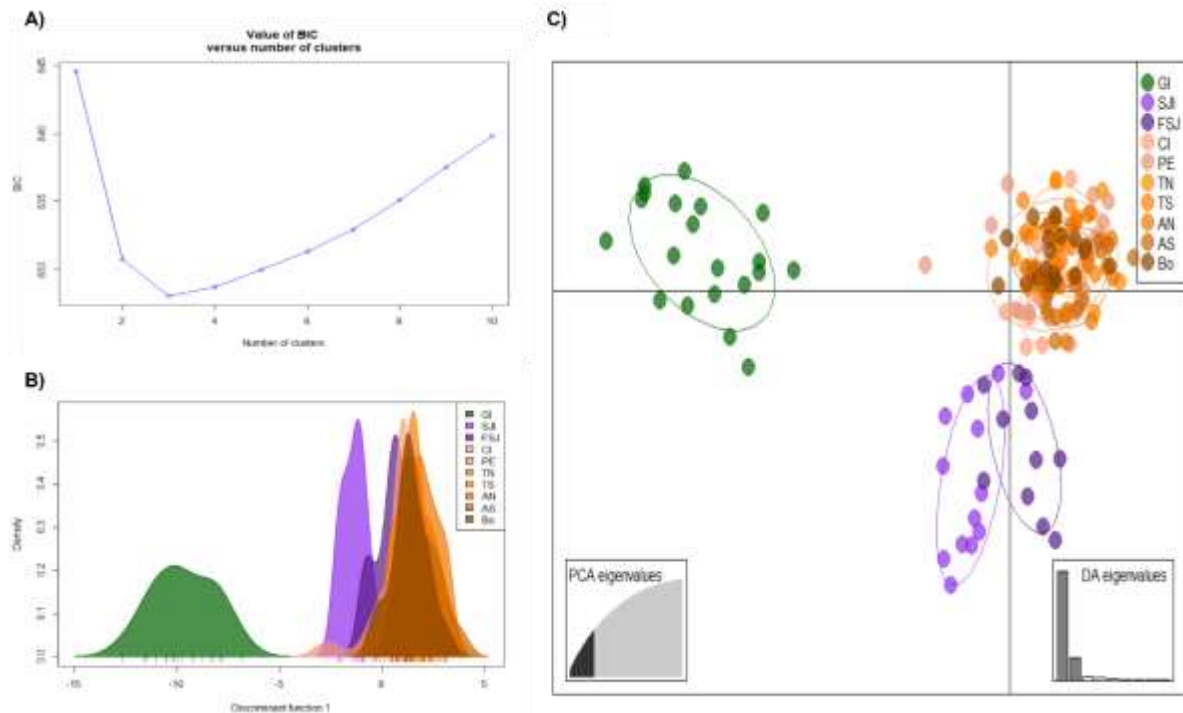 A)
Value of BIC
versus number of clusters
BIC
2
4
6
8
10
Number of clusters
B)
GI
SJI
FSJ
CI
PE
TN
TS
AN
AS
Bo
Density
-15
-10
-5
0
5
Discriminant function 1
C)
GI
SJI
FSJ
CI
PE
TN
TS
AN
AS
Bo
PCA eigenvalues
DA eigenvalues